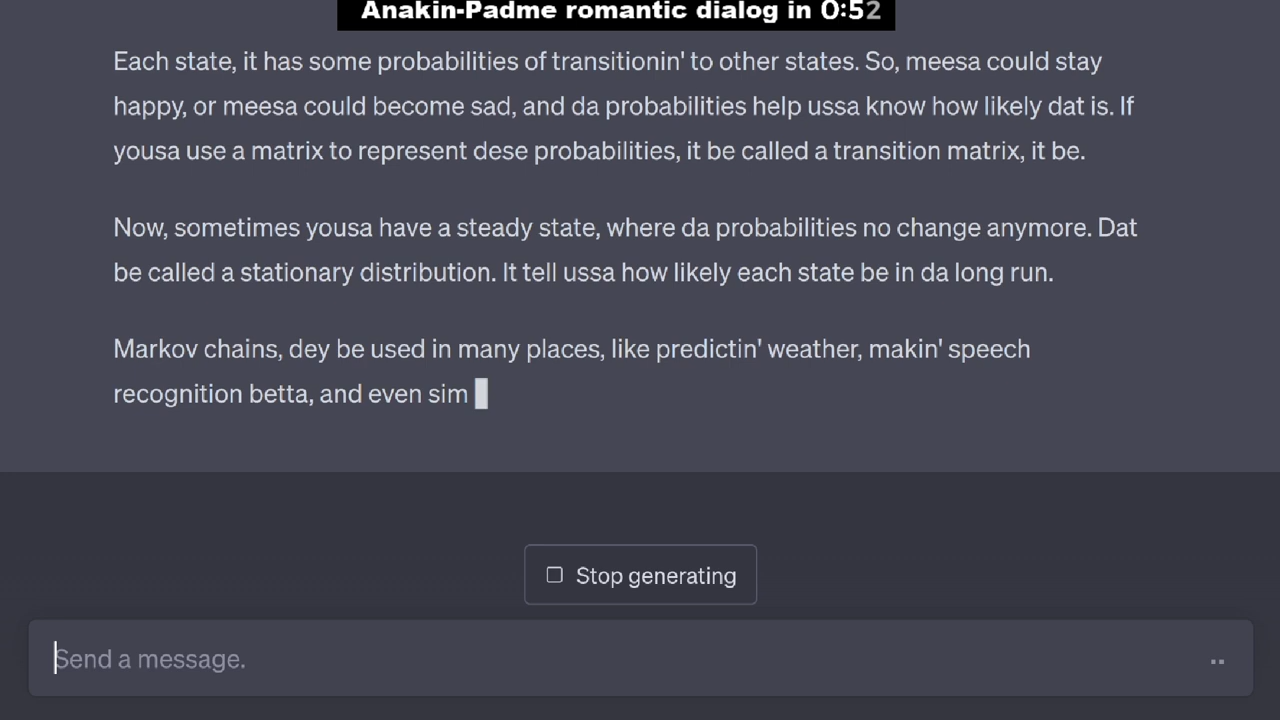 Anakin-Padme romantic dialog in 0:52
Each state, it has some probabilities of transitionin' to other states. So, meesa could stay
happy, or meesa could become sad, and da probabilities help ussa know how likely dat is. If
yousa use a matrix to represent dese probabilities, it be called a transition matrix, it be.
Now, sometimes yousa have a steady state, where da probabilities no change anymore. Dat
be called a stationary distribution. It tell ussa how likely each state be in da long run.
Markov chains, dey be used in many places, like predictin' weather, makin' speech
recognition betta, and even sim
Stop generating
Send a message.